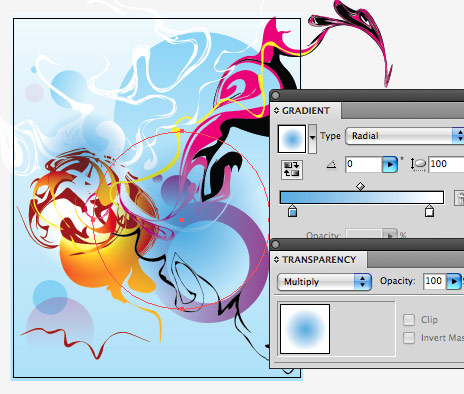 GRADIENT
Type Radial
0 ° 100
Opacity: %
TRANSPARENCY
Multiply Opacity: 100
Clip
Invert Mas